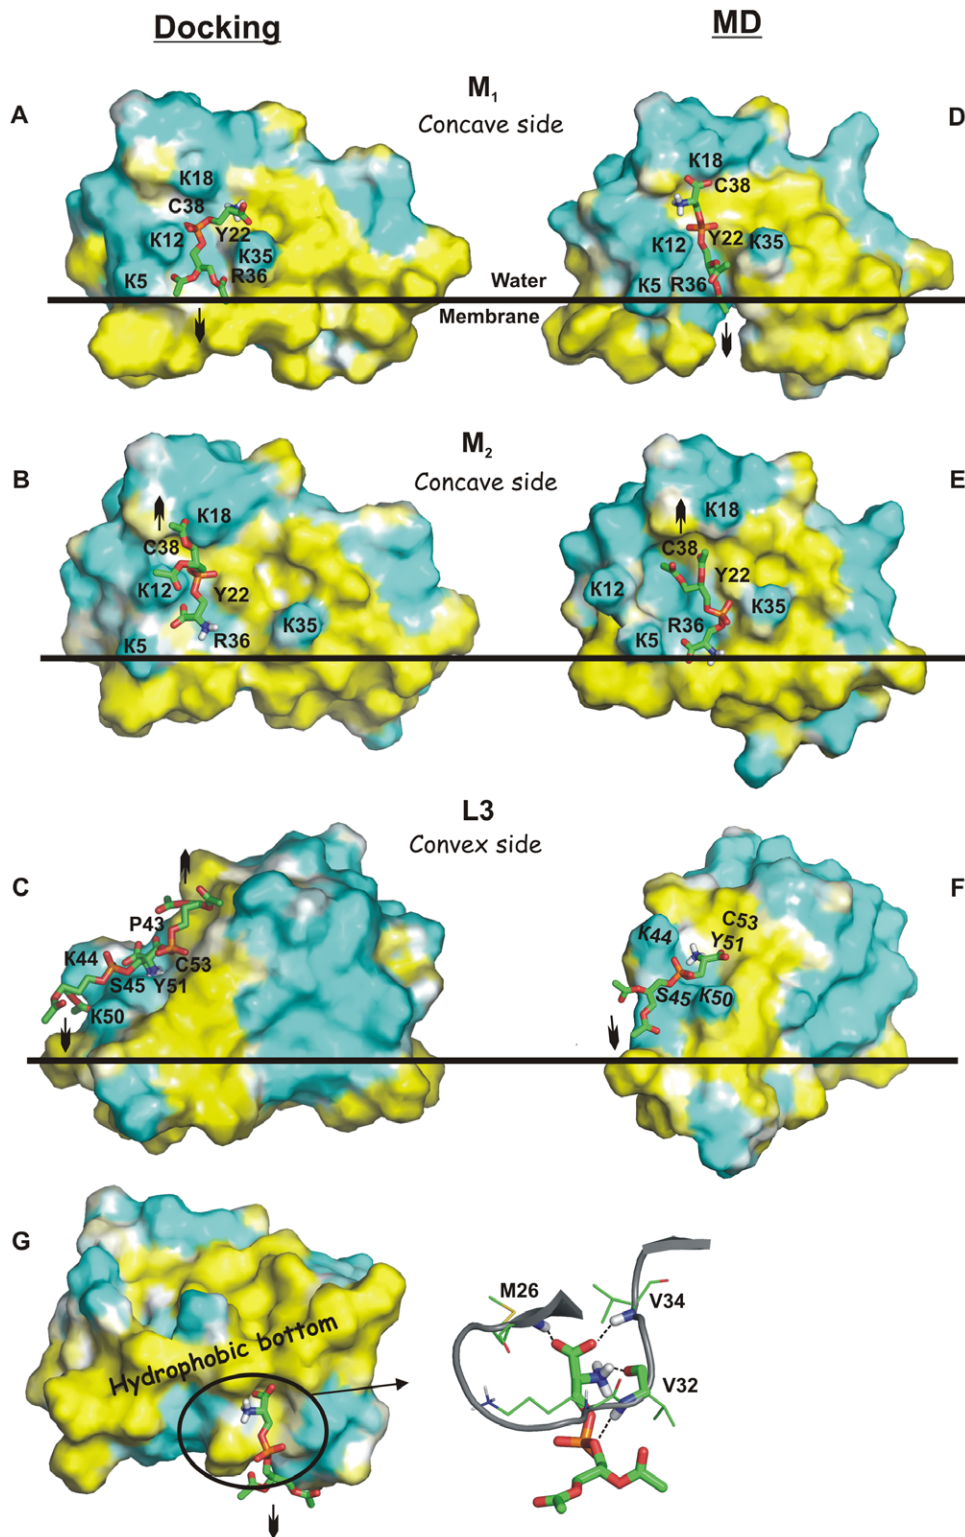 Docking
MD
M1
Concave side
A
K18
C38
K12
Y22
K35
K5
R36
Water
Membrane
D
K18
C38
K12
Y22
K35
K5
R36
M2
Concave side
B
K18
C38
K12
Y22
K35
R36
K5
E
K18
C38
Y22
K12
K35
R36
K5
L3
Convex side
C
P43
K44
C53
S45
Y51
K50
F
C53
K44
Y51
S45
K50
G
Hydrophobic bottom
M26
V34
V32